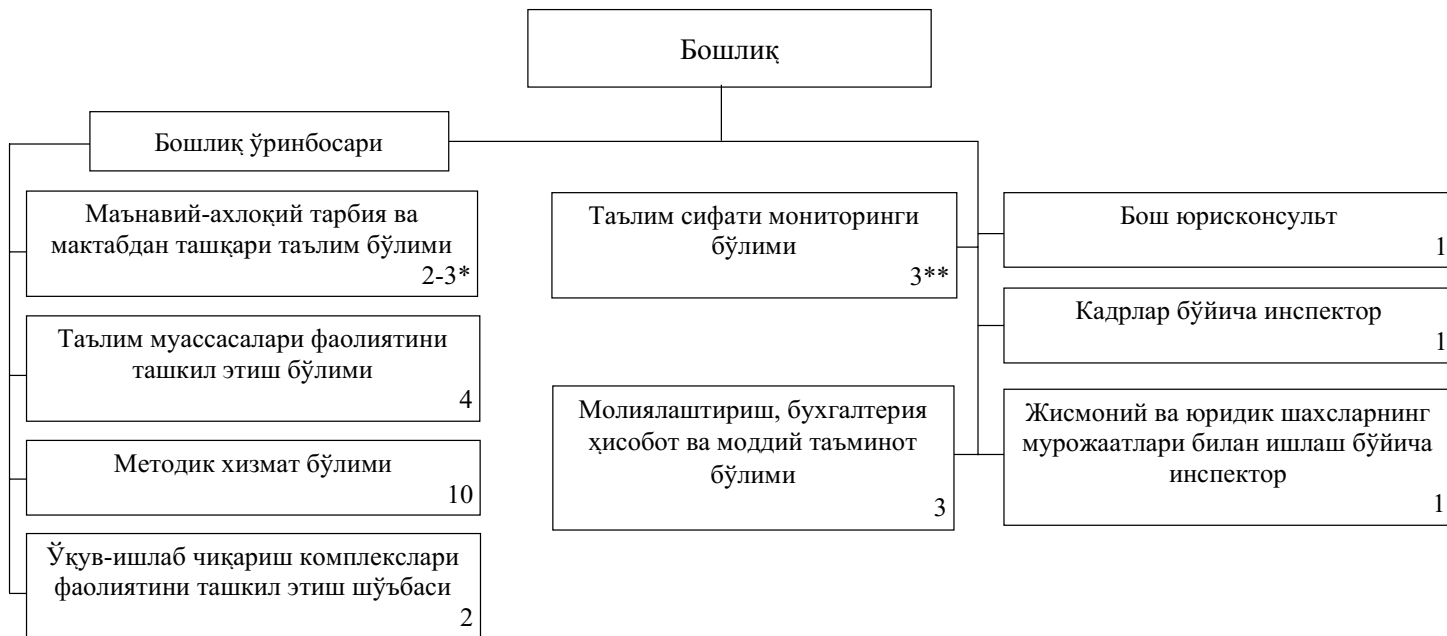 Бошлиқ
Бошлиқ ўринбосари
Маънавий-ахлоқий тарбия ва
мактабдан ташқари таълим бўлими
2-3*
Таълим муассасалари фаолиятини
ташкил этиш бўлими
4
Методик хизмат бўлими
10
Ўқув-ишлаб чиқариш комплекслари
фаолиятини ташкил этиш шўъбаси
2
Таълим сифати мониторинги
бўлими
3**
Молиялаштириш, бухгалтерия
ҳисобот ва моддий таъминот
бўлими
3
Бош юрисконсульт
1
Кадрлар бўйича инспектор
1
Жисмоний ва юридик шахсларнинг
мурожаатлари билан ишлаш бўйича
инспектор
1